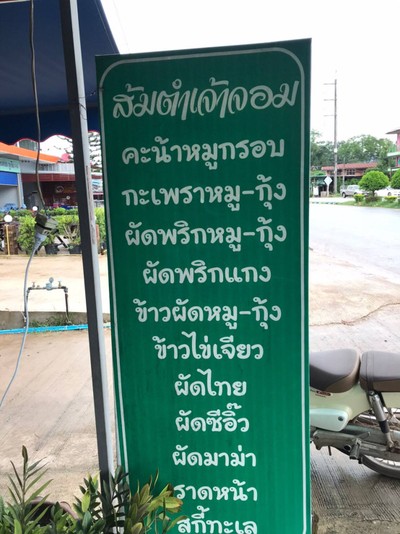 ส้มตำเจ้าจอม
คะน้าหมูกรอบ
กะเพราหมู-กุ้ง
ผัดพริกหมู-กุ้ง
ผัดพริกแกง
ข้าวผัดหมู-กุ้ง
ข้าวไข่เจียว
ผัดไทย
ผัดซีอิ๊ว
ผัดมาม่า
ราดหน้า
สุกี้ทะเล